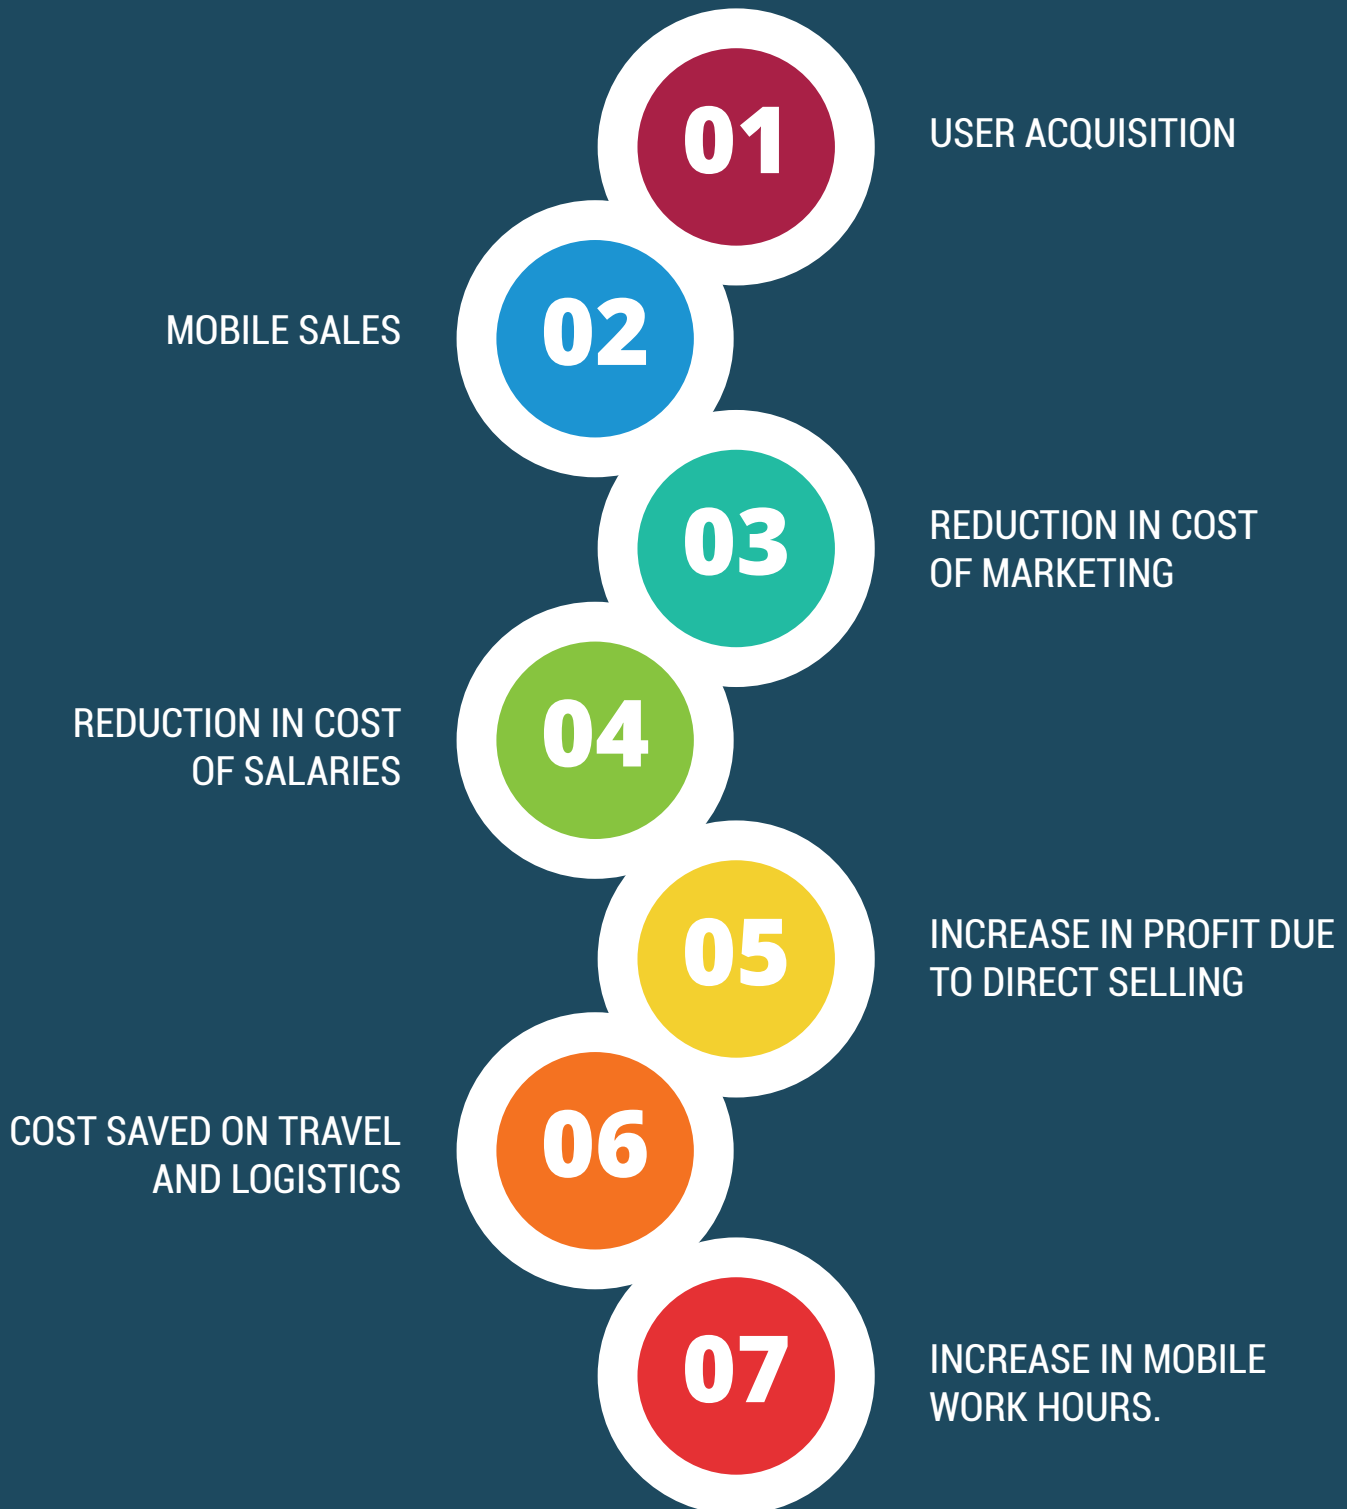 01
USER ACQUISITION
02
MOBILE SALES
03
REDUCTION IN COST
OF MARKETING
04
REDUCTION IN COST
OF SALARIES
05
INCREASE IN PROFIT DUE
TO DIRECT SELLING
06
COST SAVED ON TRAVEL
AND LOGISTICS
07
INCREASE IN MOBILE
WORK HOURS.